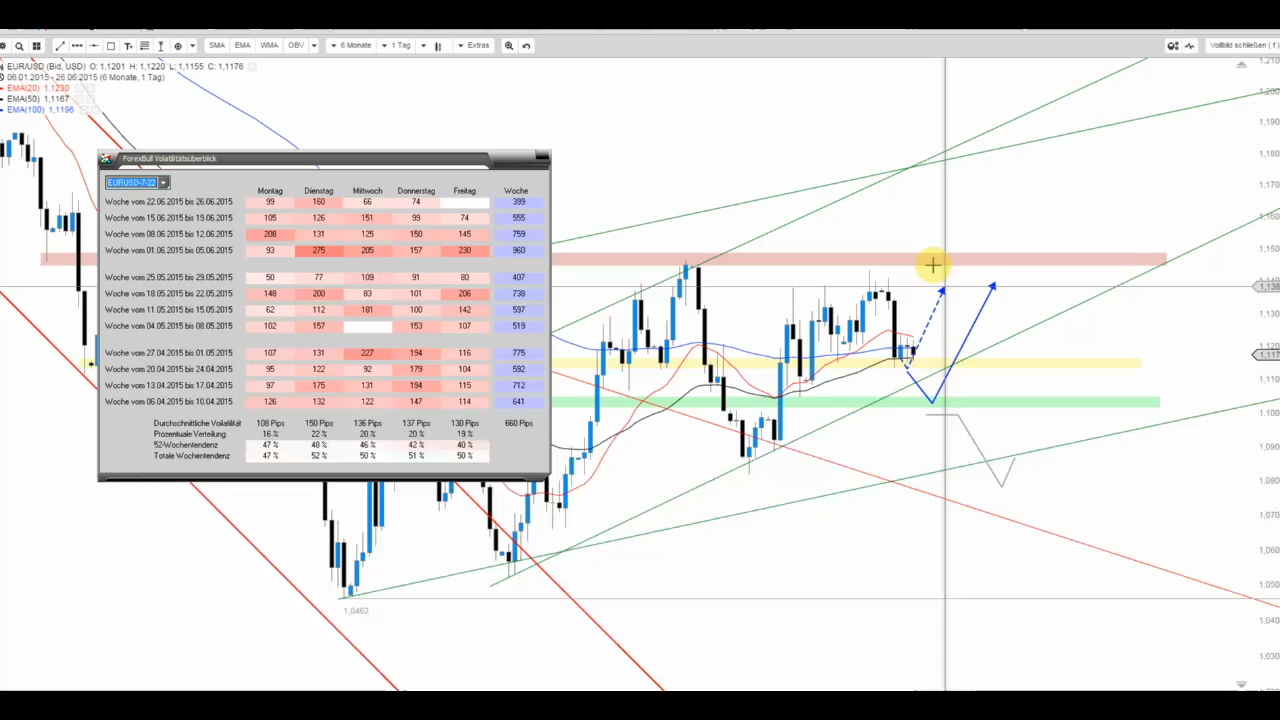 SMA EMA WMA OBV 6 Monate 1 Tag Extras Vollbild schließen ( f )
EUR/USD (Bid, USD) O: 1,1201 H: 1,1220 L: 1,1155 C: 1,1176
06.01.2015 - 26.06.2015 (6 Monate, 1 Tag)
EMA(20) 1,1230
EMA(50) 1,1167
EMA(100) 1,1196
ForexBull Volatilitätsüberblick
EURUSD-7-22
Montag Dienstag Mittwoch Donnerstag Freitag Woche
Woche vom 22.06.2015 bis 26.06.2015 99 160 66 74 399
Woche vom 15.06.2015 bis 19.06.2015 105 126 151 99 74 555
Woche vom 08.06.2015 bis 12.06.2015 208 131 125 150 145 759
Woche vom 01.06.2015 bis 05.06.2015 93 275 205 157 230 960
Woche vom 25.05.2015 bis 29.05.2015 50 77 109 91 80 407
Woche vom 18.05.2015 bis 22.05.2015 148 200 83 101 206 738
Woche vom 11.05.2015 bis 15.05.2015 62 112 181 100 142 597
Woche vom 04.05.2015 bis 08.05.2015 102 157 153 107 519
Woche vom 27.04.2015 bis 01.05.2015 107 131 227 194 116 775
Woche vom 20.04.2015 bis 24.04.2015 95 122 92 179 104 592
Woche vom 13.04.2015 bis 17.04.2015 97 175 131 194 115 712
Woche vom 06.04.2015 bis 10.04.2015 126 132 122 147 114 641
Durchschnittliche Volatilität 108 Pips 150 Pips 136 Pips 137 Pips 130 Pips 660 Pips
Prozentuale Verteilung 16 % 22 % 20 % 20 % 19 %
52-Wochentendenz 47 % 48 % 46 % 42 % 40 %
Totale Wochentendenz 47 % 52 % 50 % 51 % 50 %
1,0462
1,210
1,200
1,190
1,180
1,170
1,160
1,150
1,138
1,130
1,120
1,117
1,110
1,100
1,090
1,080
1,070
1,060
1,050
1,040
1,030